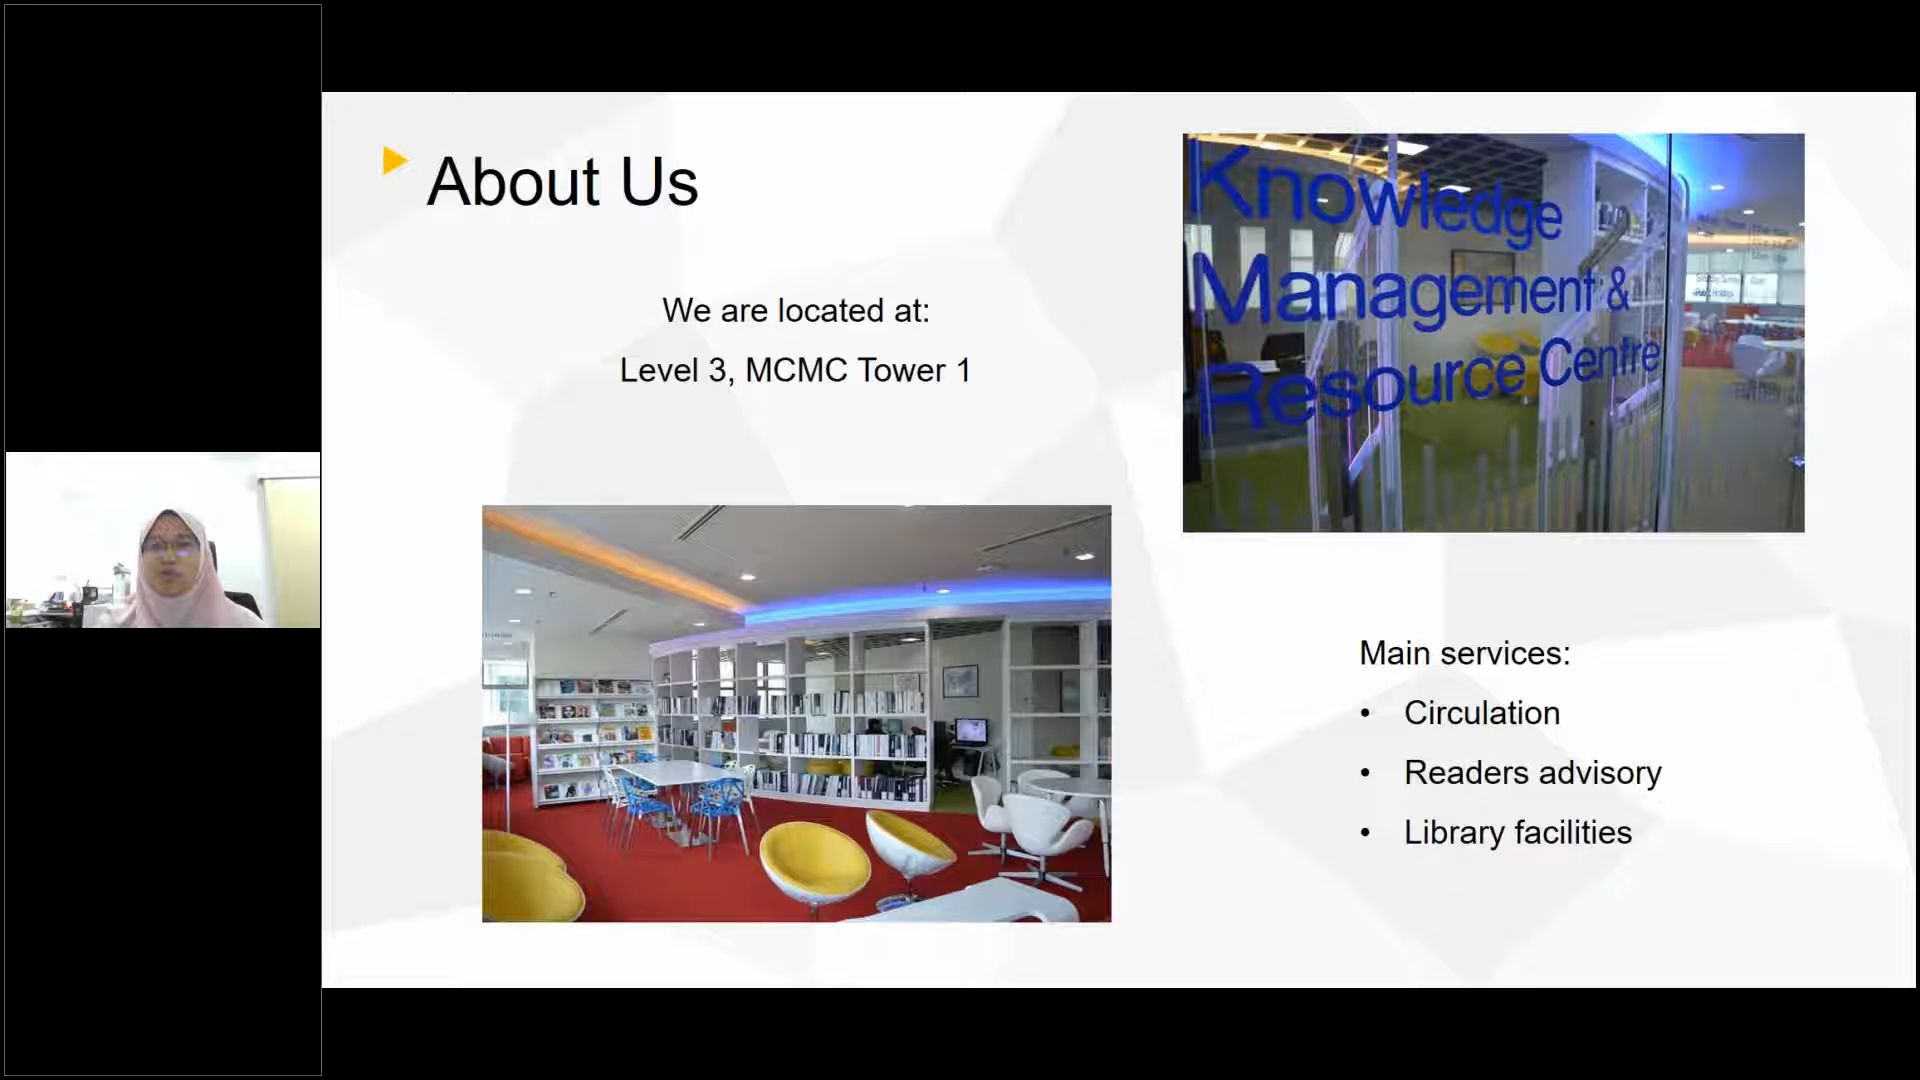 About Us
We are located at:
Level 3, MCMC Tower 1
Knowledge
Management &
Resource Centre
Main services:
• Circulation
• Readers advisory
• Library facilities